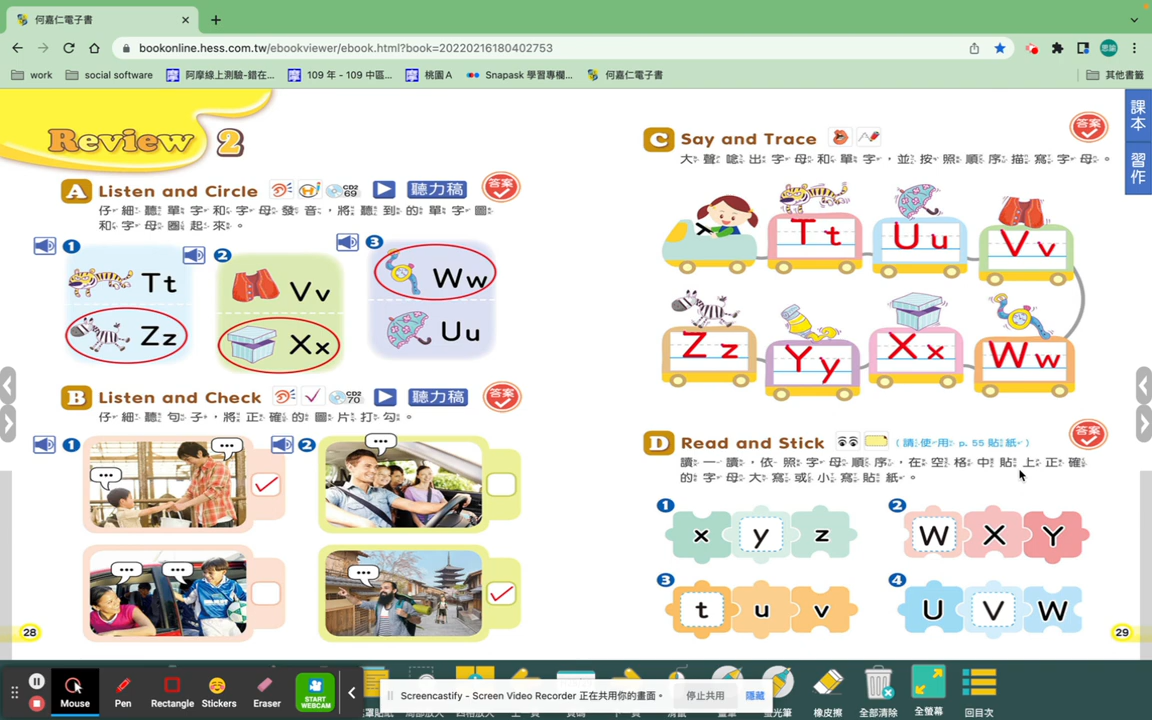 何嘉仁電子書
bookonline.hess.com.tw/ebookviewer/ebook.html?book=20220216180402753
思諭
work
social software
阿摩線上測驗-錯在...
109 年 - 109 中區...
桃園A
Snapask 學習專欄...
何嘉仁電子書
其他書籤
Review 2
A Listen and Circle CD2 69 聽力稿 答案
仔細聽單字和字母發音，將聽到的單字圖
和字母圈起來。
1
Tt
Zz
2
Vv
Xx
3
Ww
Uu
B Listen and Check CD2 70 聽力稿 答案
仔細聽句子，將正確的圖片打勾。
1
2
28
C Say and Trace 答案
大聲唸出字母和單字，並按照順序描寫字母。
Tt
Uu
Vv
Zz
Yy
Xx
Ww
D Read and Stick （請使用 p. 55 貼紙） 答案
讀一讀，依照字母順序，在空格中貼上正確
的字母大寫或小寫貼紙。
1
x y z
2
W X Y
3
t u v
4
U V W
29
課本
習作
Mouse
Pen
Rectangle
Stickers
Eraser
START WEBCAM
Screencastify - Screen Video Recorder 正在共用你的畫面。
停止共用
隱藏
橡皮擦
全部清除
全螢幕
回目次